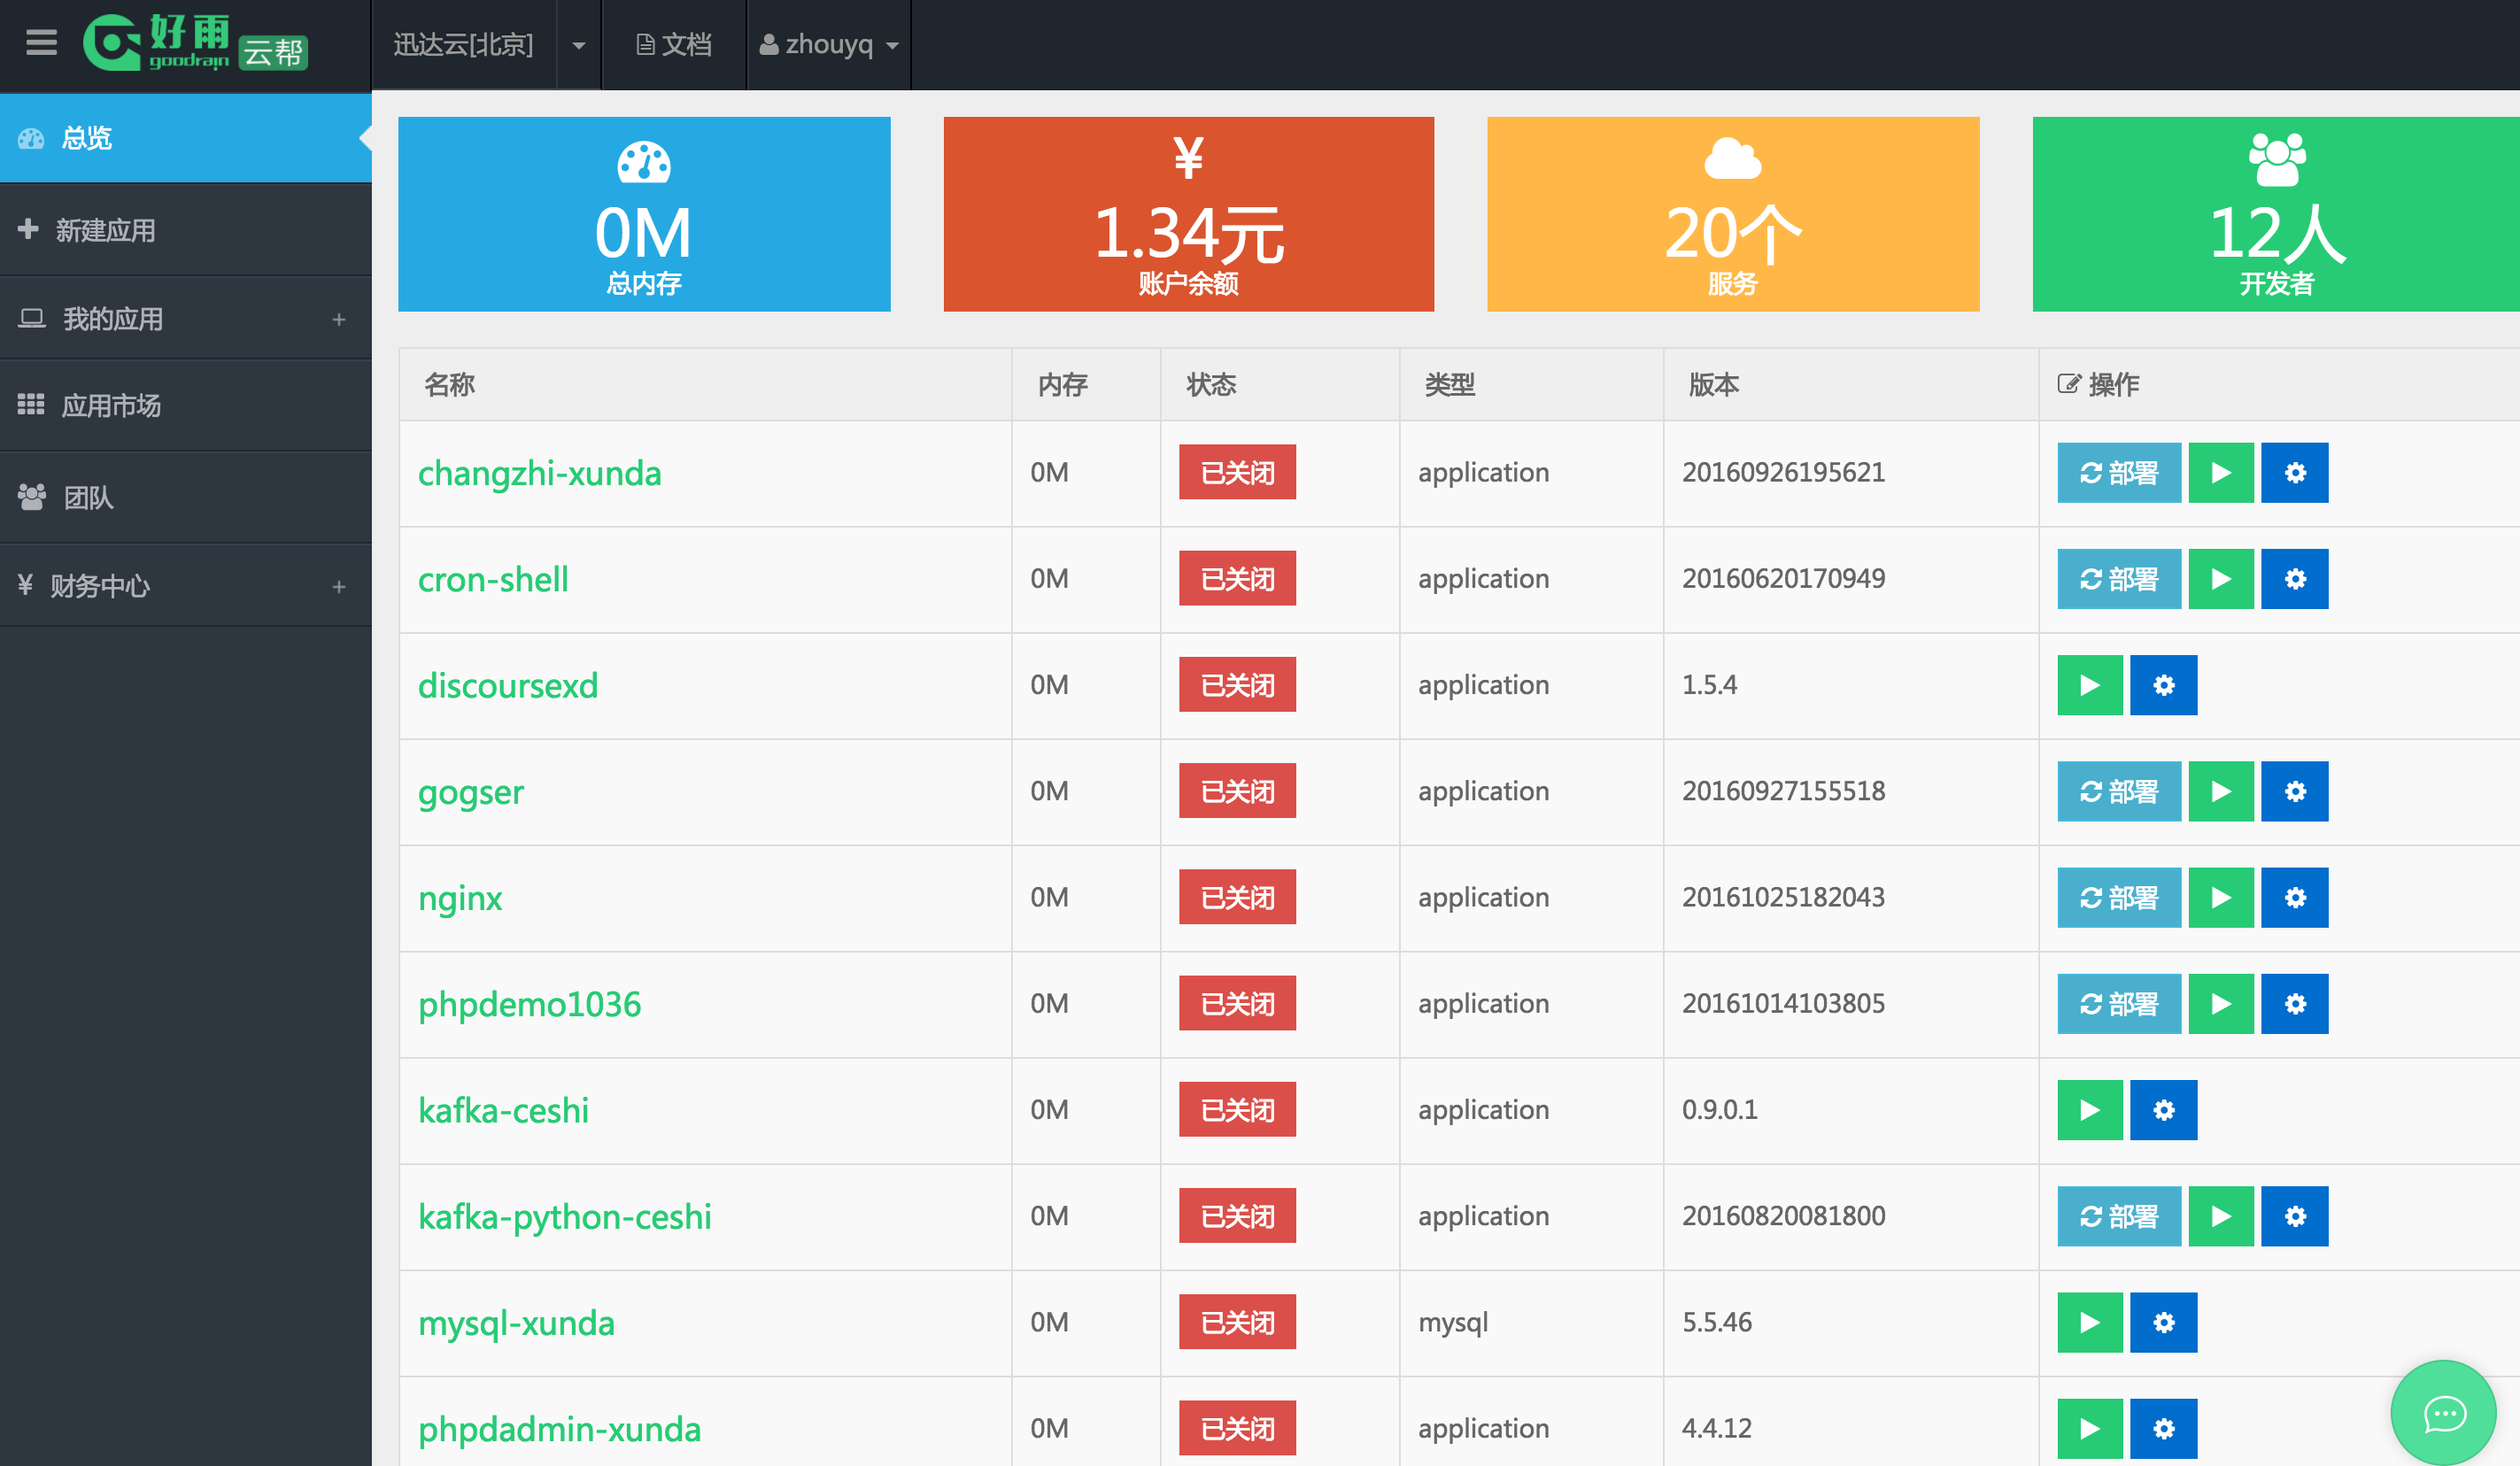 好雨 goodrain 云帮
迅达云[北京] 文档 zhouyq
总览
新建应用
我的应用 +
应用市场
团队
¥ 财务中心 +
0M
总内存
¥
1.34元
账户余额
20个
服务
12人
开发者
名称 内存 状态 类型 版本 操作
changzhi-xunda 0M 已关闭 application 20160926195621 部署
cron-shell 0M 已关闭 application 20160620170949 部署
discoursexd 0M 已关闭 application 1.5.4
gogser 0M 已关闭 application 20160927155518 部署
nginx 0M 已关闭 application 20161025182043 部署
phpdemo1036 0M 已关闭 application 20161014103805 部署
kafka-ceshi 0M 已关闭 application 0.9.0.1
kafka-python-ceshi 0M 已关闭 application 20160820081800 部署
mysql-xunda 0M 已关闭 mysql 5.5.46
phpdadmin-xunda 0M 已关闭 application 4.4.12